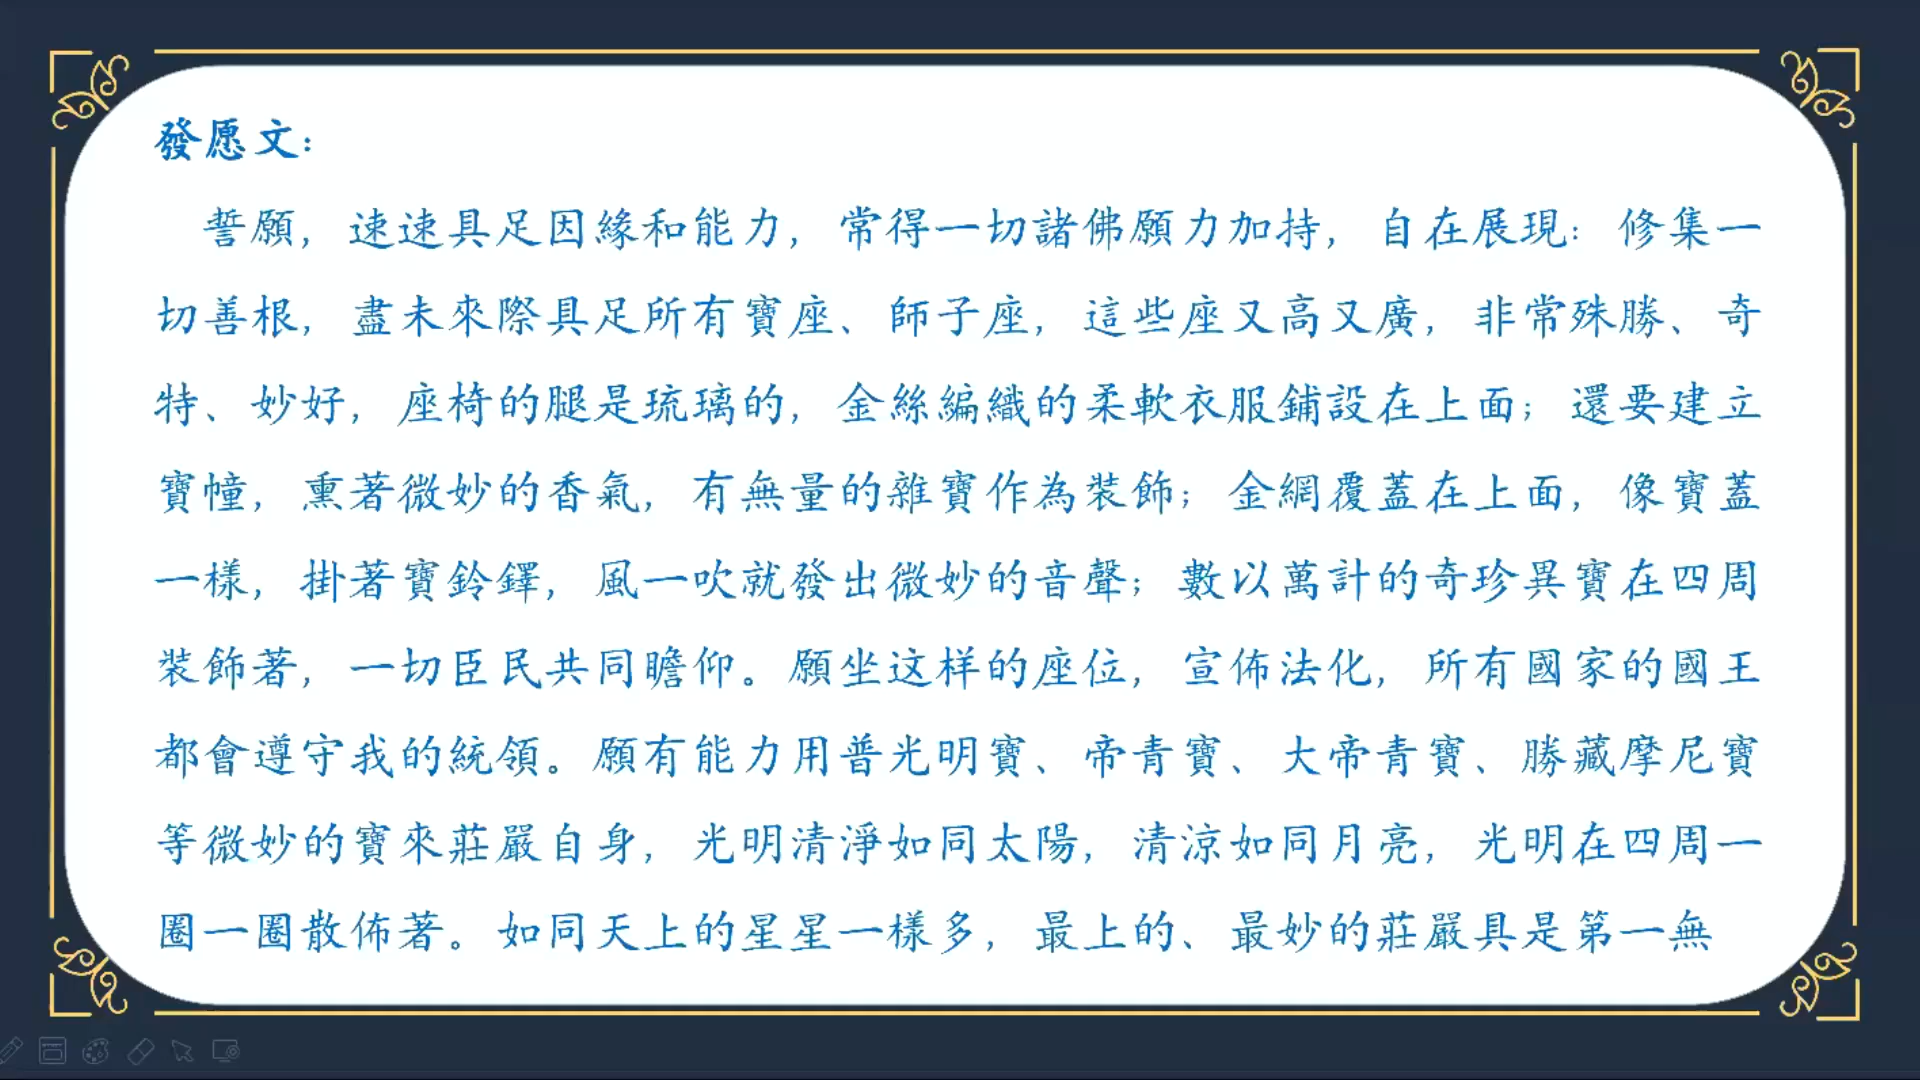 發愿文：
誓願，速速具足因緣和能力，常得一切諸佛願力加持，自在展現：修集一
切善根，盡未來際具足所有寶座、師子座，這些座又高又廣，非常殊勝、奇
特、妙好，座椅的腿是琉璃的，金絲編織的柔軟衣服鋪設在上面；還要建立
寶幢，熏著微妙的香氣，有無量的雜寶作為裝飾；金網覆蓋在上面，像寶蓋
一樣，掛著寶鈴鐸，風一吹就發出微妙的音聲；數以萬計的奇珍異寶在四周
裝飾著，一切臣民共同瞻仰。願坐这样的座位，宣佈法化，所有國家的國王
都會遵守我的統領。願有能力用普光明寶、帝青寶、大帝青寶、勝藏摩尼寶
等微妙的寶來莊嚴自身，光明清淨如同太陽，清涼如同月亮，光明在四周一
圈一圈散佈著。如同天上的星星一樣多，最上的、最妙的莊嚴具是第一無